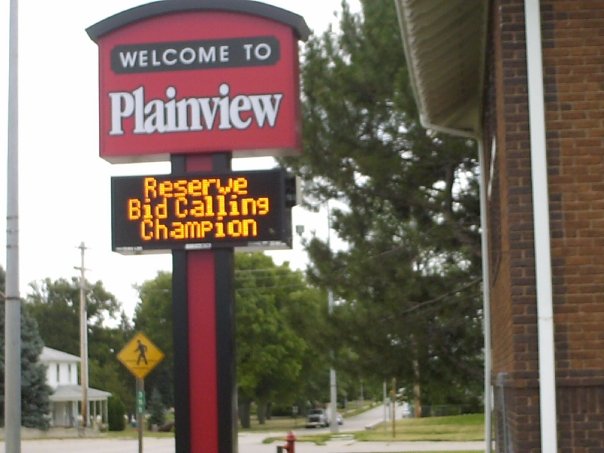 WELCOME TO
Plainview
Reserve
Bid Calling
Champion